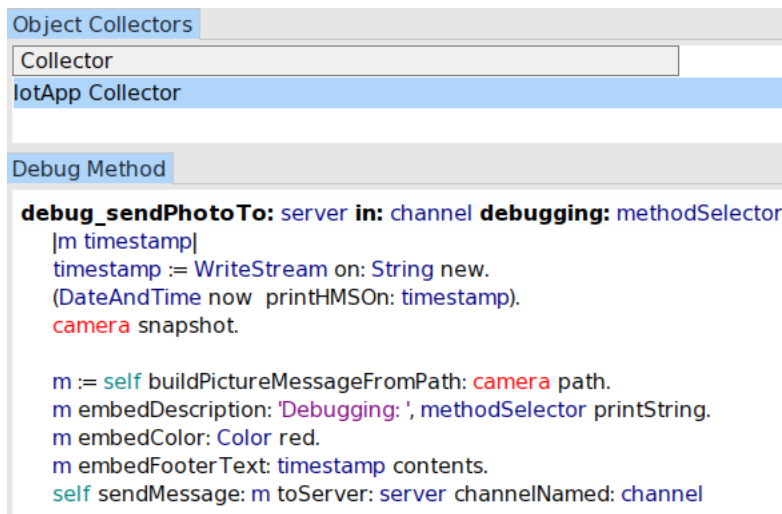 Object Collectors
Collector
IotApp Collector
Debug Method
debug_sendPhotoTo: server in: channel debugging: methodSelector
|m timestamp|
timestamp := WriteStream on: String new.
(DateAndTime now  printHMSOn: timestamp).
camera snapshot.
m := self buildPictureMessageFromPath: camera path.
m embedDescription: 'Debugging: ', methodSelector printString.
m embedColor: Color red.
m embedFooterText: timestamp contents.
self sendMessage: m toServer: server channelNamed: channel